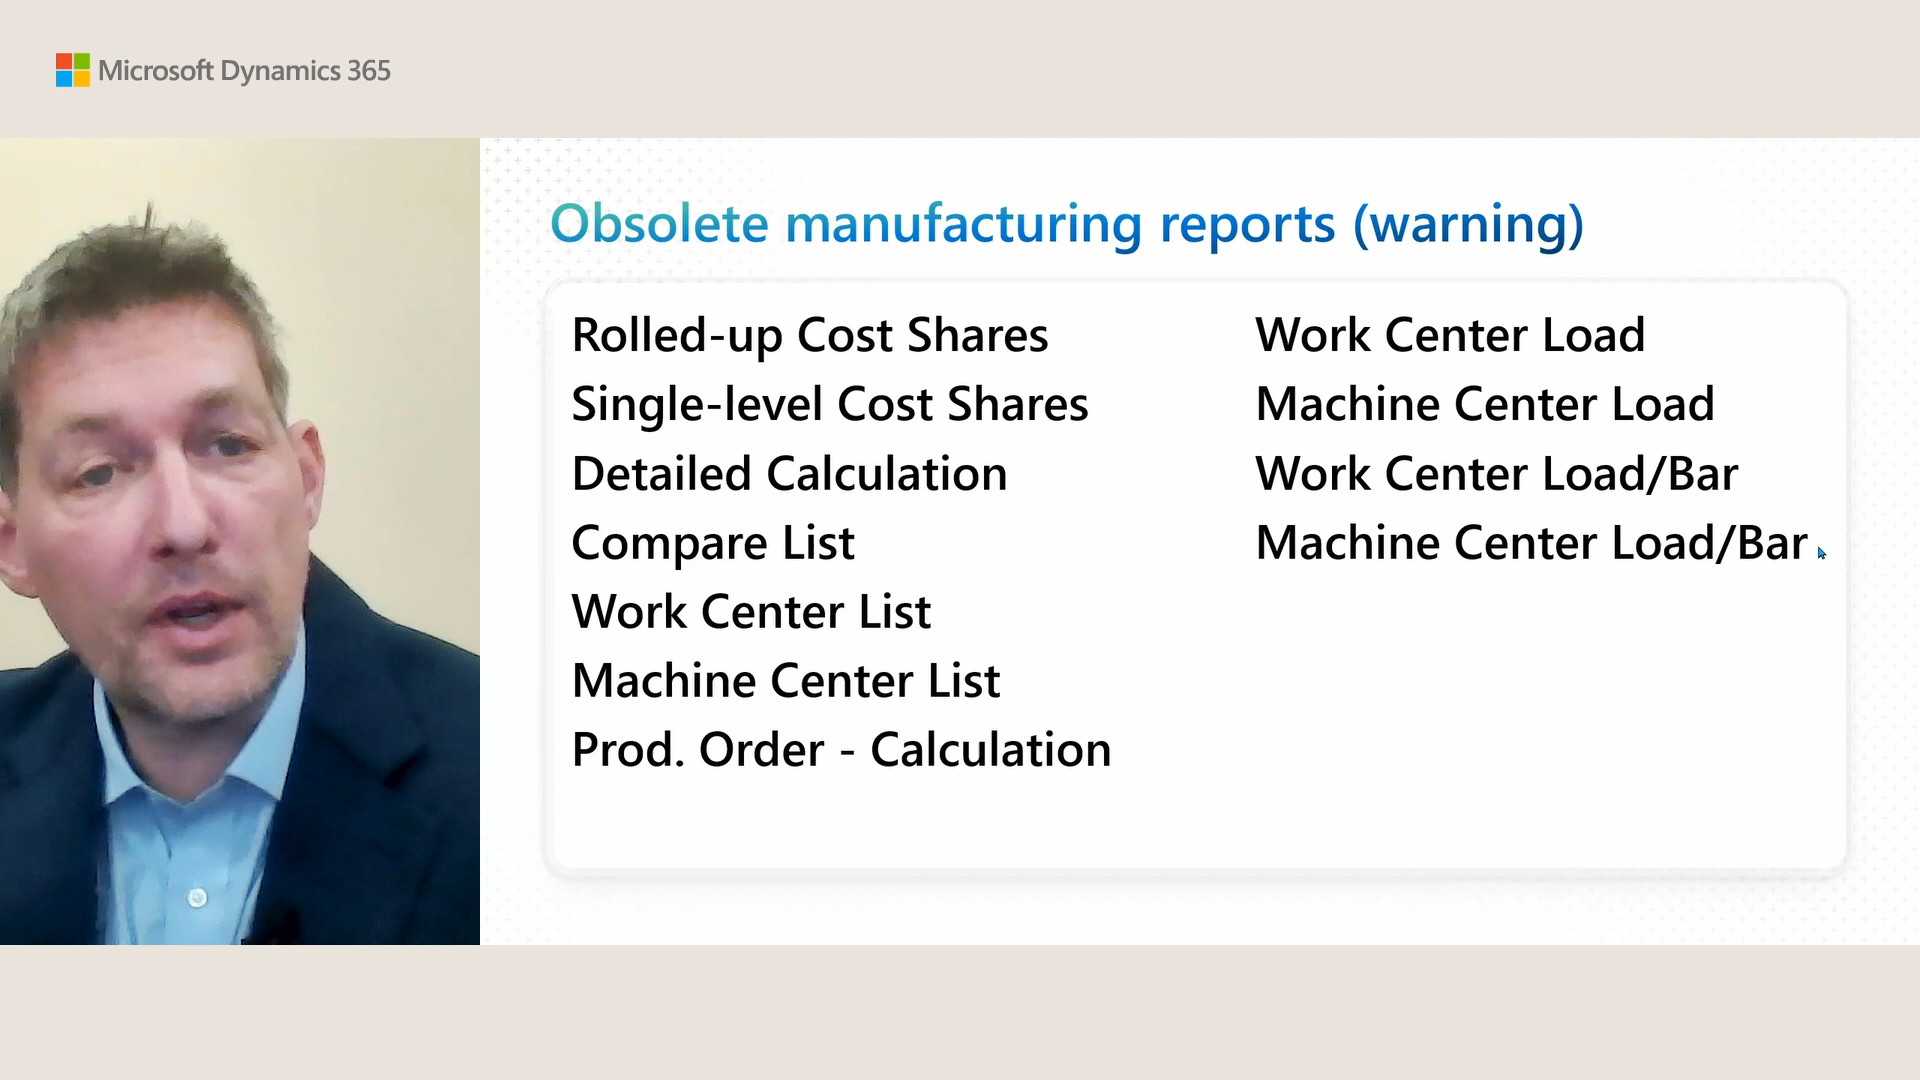 Microsoft Dynamics 365
Obsolete manufacturing reports (warning)
Rolled-up Cost Shares
Single-level Cost Shares
Detailed Calculation
Compare List
Work Center List
Machine Center List
Prod. Order - Calculation
Work Center Load
Machine Center Load
Work Center Load/Bar
Machine Center Load/Bar